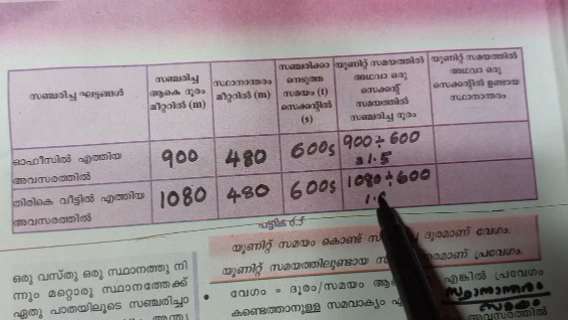 സഞ്ചരിച്ച ഘട്ടങ്ങൾ
സഞ്ചരിച്ച
ആകെ ദൂരം
മീറ്ററിൽ (m)
സ്ഥാനാന്തരം
മീറ്ററിൽ (m)
സഞ്ചരിക്കാ
നെടുത്ത
സമയം (t)
സെക്കന്റിൽ
(s)
യൂണിറ്റ് സമയത്തിൽ
അഥവാ ഒരു
സെക്കന്റ്
സമയത്തിൽ
സഞ്ചരിച്ച ദൂരം
യൂണിറ്റ് സമയത്തിൽ
അഥവാ ഒരു
സെക്കന്റിൽ ഉണ്ടായ
സ്ഥാനാന്തരം
ഓഫീസിൽ എത്തിയ
അവസരത്തിൽ
900
480
600s
900÷600
1.5
തിരികെ വീട്ടിൽ എത്തിയ
അവസരത്തിൽ
1080
480
600s
1080÷600
പട്ടിക 6.5
യൂണിറ്റ് സമയം കൊണ്ട് ദൂരമാണ് വേഗം.
യൂണിറ്റ് സമയത്തിലുണ്ടായ പ്രവേഗം.
ഒരു വസ്തു ഒരു സ്ഥാനത്തു നി
ന്നും മറ്റൊരു സ്ഥാനത്തേക്ക്
ഏതു പാതയിലൂടെ സഞ്ചരിച്ചാ
• വേഗം = ദൂരം/സമയം എങ്കിൽ പ്രവേഗം
കണ്ടെത്താനുള്ള സമവാക്യം
സ്ഥാനാന്തരം
സമയം